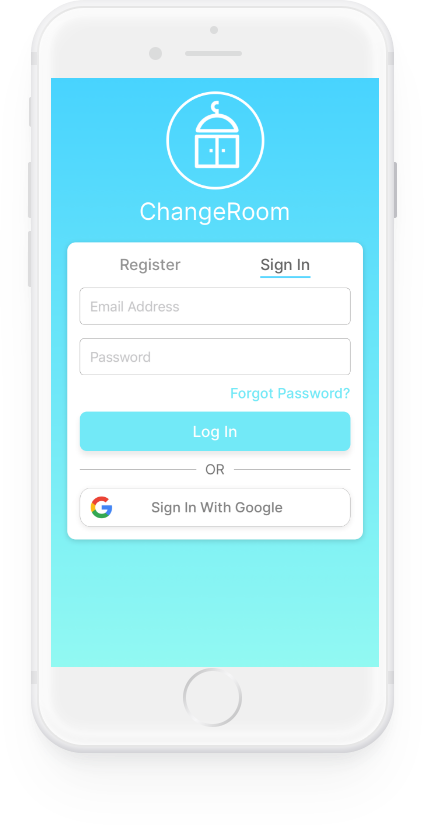 ChangeRoom
Register Sign In
Email Address
Password
Forgot Password?
Log In
OR
Sign In With Google